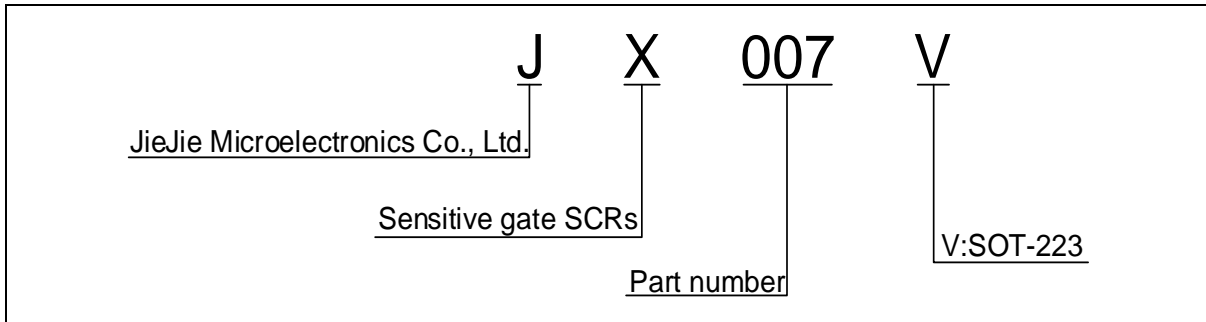 J X 007 V
JieJie Microelectronics Co., Ltd.
Sensitive gate SCRs
V:SOT-223
Part number